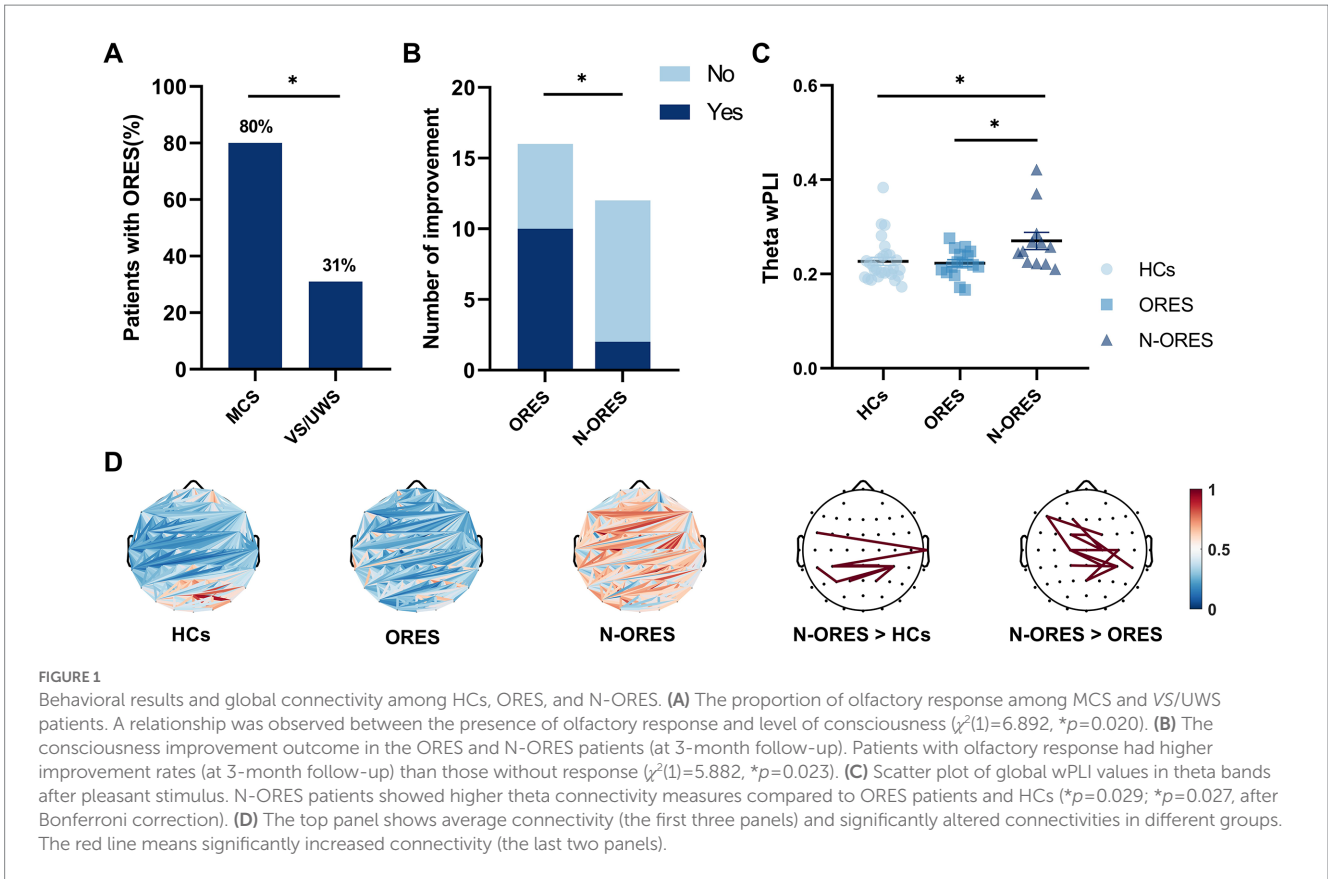 A
Patients with ORES(%)
100
80
60
40
20
0
*
80%
31%
MCS
VS/UWS
B
Number of improvement
20
15
10
5
0
*
No
Yes
ORES
N-ORES
C
Theta wPLI
0.6
0.4
0.2
0.0
*
*
HCs
ORES
N-ORES
HCs
ORES
N-ORES
D
HCs
ORES
N-ORES
N-ORES > HCs
N-ORES > ORES
1
0.5
0
FIGURE 1
Behavioral results and global connectivity among HCs, ORES, and N-ORES. (A) The proportion of olfactory response among MCS and VS/UWS
patients. A relationship was observed between the presence of olfactory response and level of consciousness (χ²(1)=6.892, *p=0.020). (B) The
consciousness improvement outcome in the ORES and N-ORES patients (at 3-month follow-up). Patients with olfactory response had higher
improvement rates (at 3-month follow-up) than those without response (χ²(1)=5.882, *p=0.023). (C) Scatter plot of global wPLI values in theta bands
after pleasant stimulus. N-ORES patients showed higher theta connectivity measures compared to ORES patients and HCs (*p=0.029; *p=0.027, after
Bonferroni correction). (D) The top panel shows average connectivity (the first three panels) and significantly altered connectivities in different groups.
The red line means significantly increased connectivity (the last two panels).